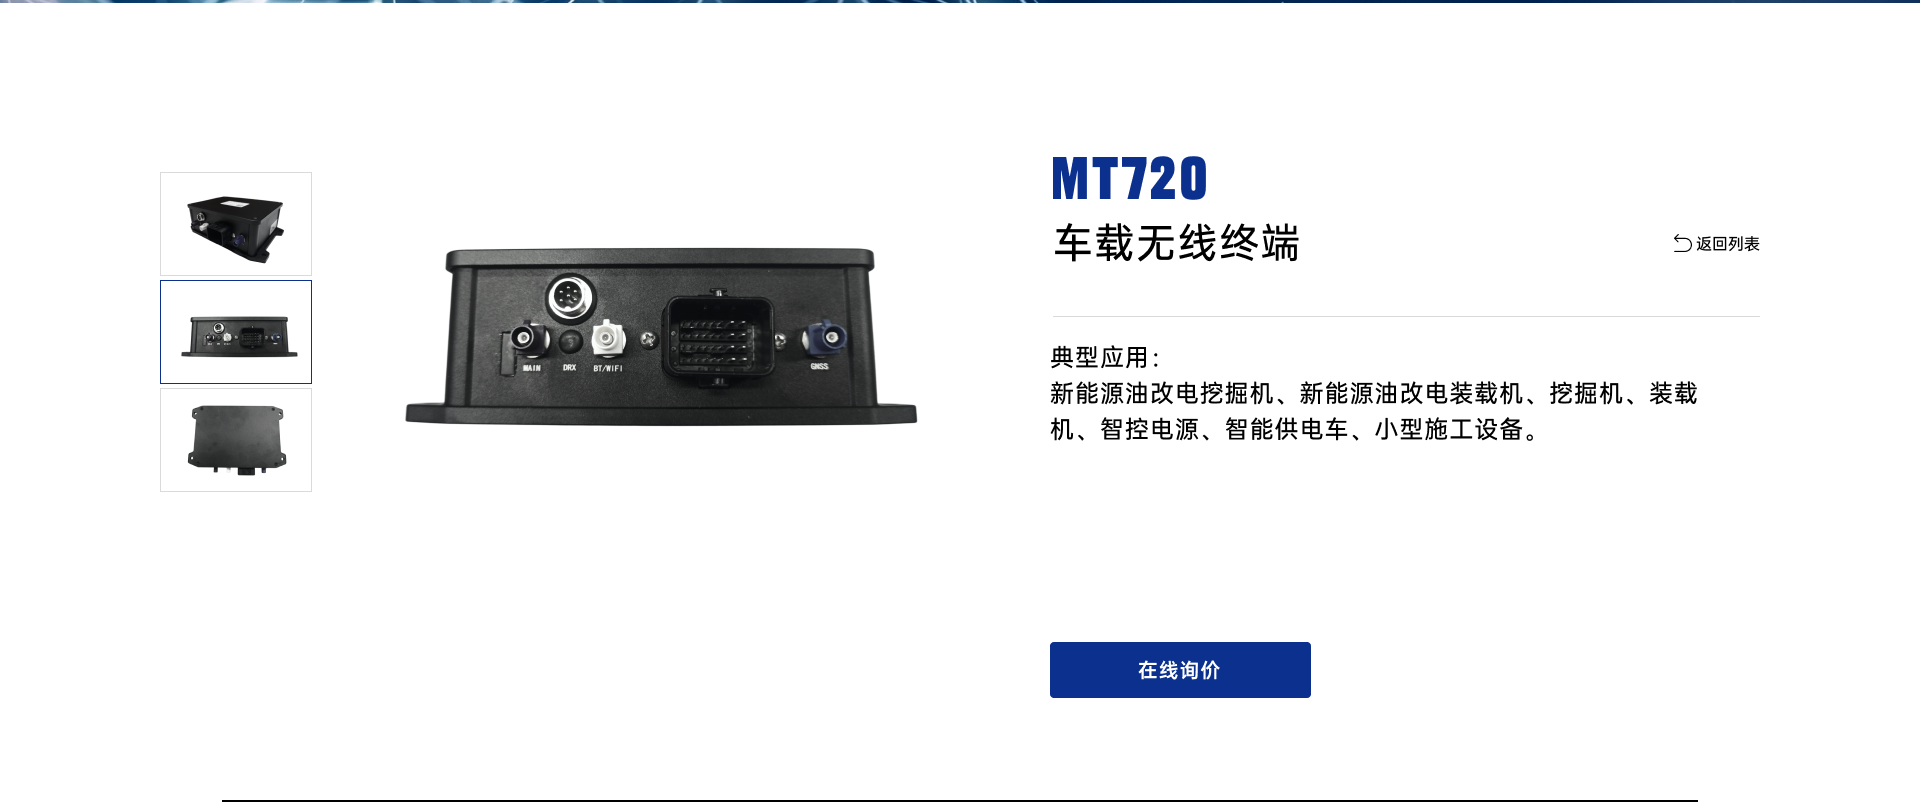 MT720
车载无线终端
返回列表
MAIN
DRX
BT/WIFI
GNSS
典型应用：
新能源油改电挖掘机、新能源油改电装载机、挖掘机、装载
机、智控电源、智能供电车、小型施工设备。
在线询价